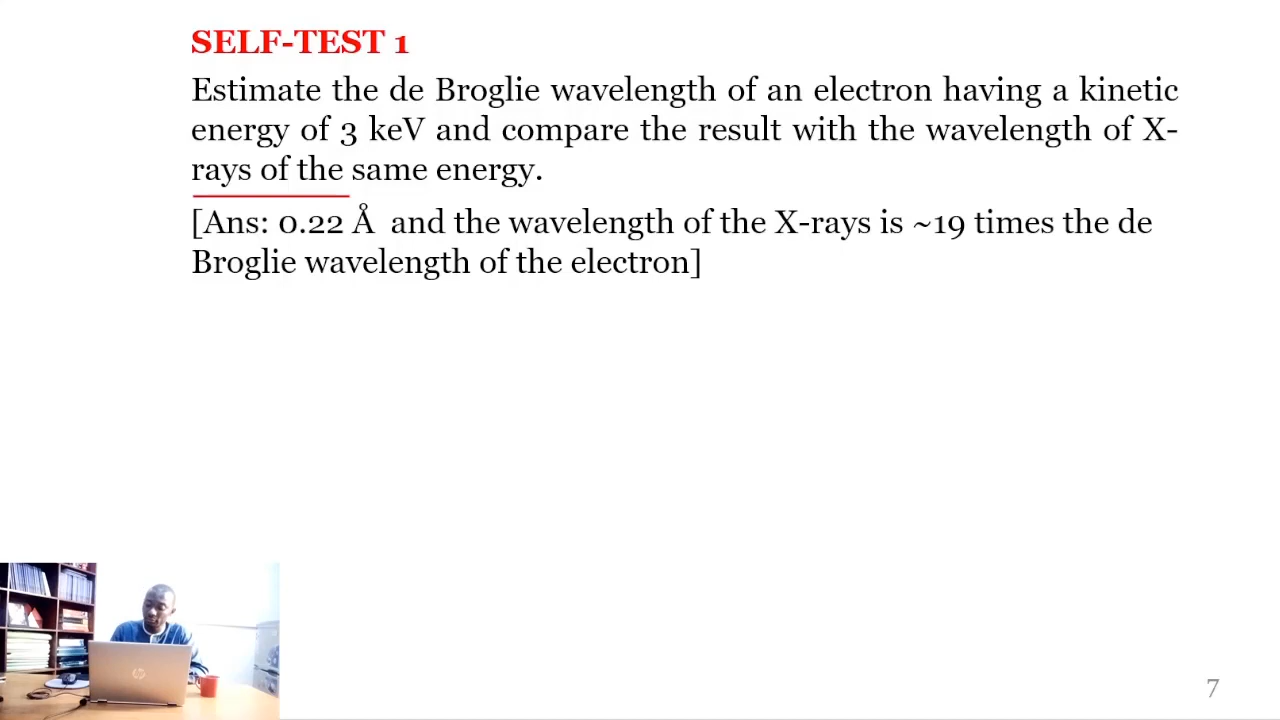 SELF-TEST 1
Estimate the de Broglie wavelength of an electron having a kinetic
energy of 3 keV and compare the result with the wavelength of X-
rays of the same energy.
[Ans: 0.22 Å and the wavelength of the X-rays is ~19 times the de
Broglie wavelength of the electron]
hp
7